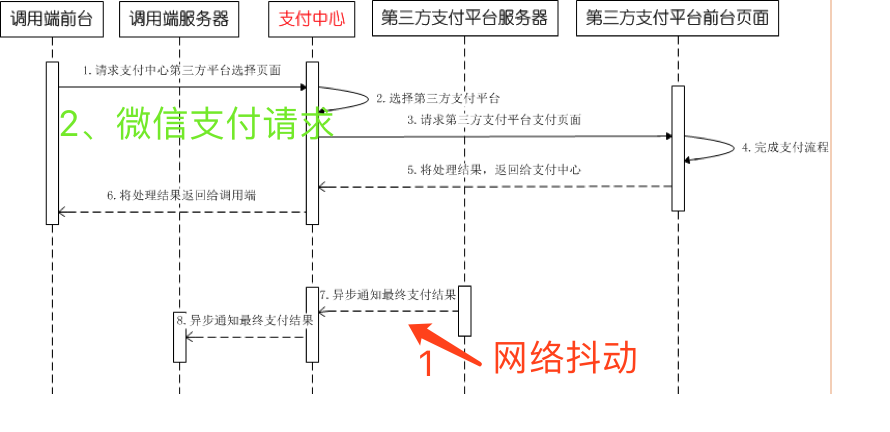 调用端前台
调用端服务器
支付中心
第三方支付平台服务器
第三方支付平台前台页面
1.请求支付中心第三方平台选择页面
2.选择第三方支付平台
2、微信支付请求
3.请求第三方支付平台支付页面
4.完成支付流程
5.将处理结果，返回给支付中心
6.将处理结果返回给调用端
7.异步通知最终支付结果
8.异步通知最终支付结果
1
网络抖动